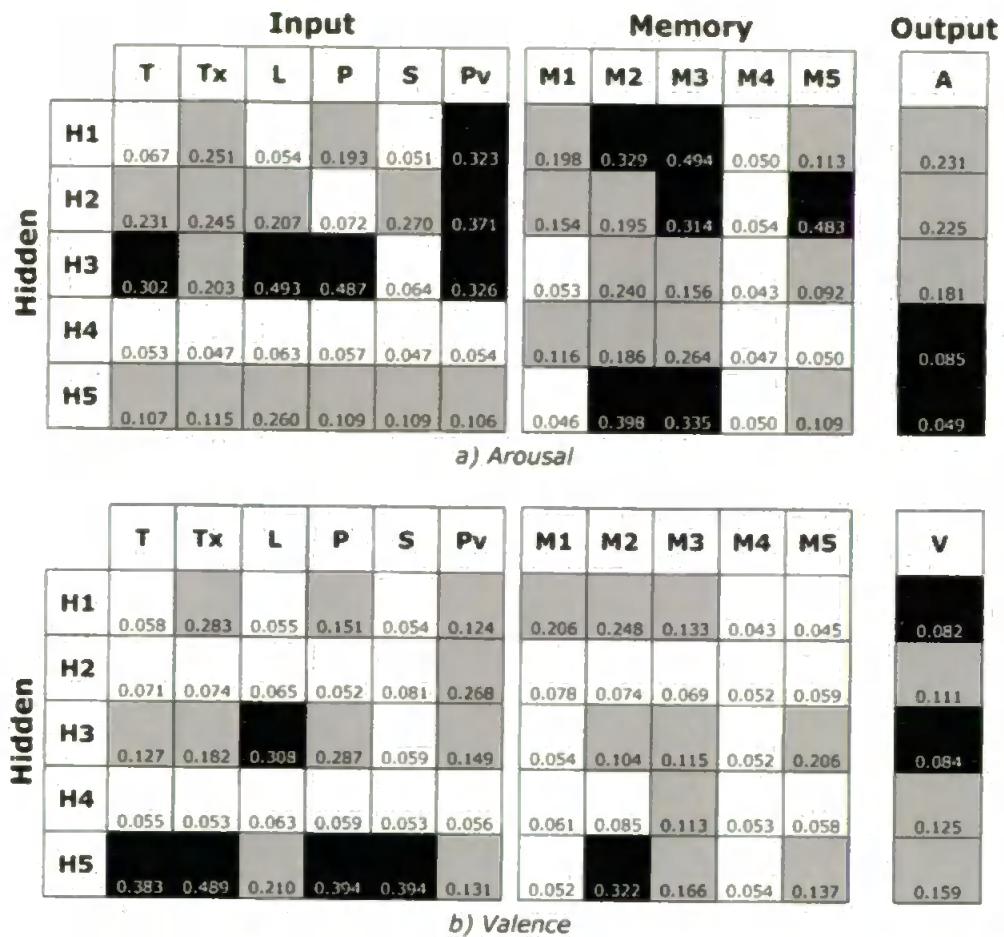 Input Memory Output
T Tx L P S Pv M1 M2 M3 M4 M5 A
Hidden
H1 0.067 0.251 0.054 0.193 0.051 0.323 0.198 0.329 0.494 0.050 0.113 0.231
H2 0.231 0.245 0.207 0.072 0.270 0.371 0.154 0.195 0.314 0.054 0.483 0.225
H3 0.302 0.203 0.493 0.487 0.064 0.326 0.053 0.240 0.156 0.043 0.092 0.181
H4 0.053 0.047 0.063 0.057 0.047 0.054 0.116 0.186 0.264 0.047 0.050 0.085
H5 0.107 0.115 0.260 0.109 0.109 0.106 0.046 0.398 0.335 0.050 0.109 0.049
a) Arousal
T Tx L P S Pv M1 M2 M3 M4 M5 V
Hidden
H1 0.058 0.283 0.055 0.151 0.054 0.124 0.206 0.248 0.133 0.043 0.045 0.082
H2 0.071 0.074 0.065 0.052 0.081 0.268 0.078 0.074 0.069 0.052 0.059 0.111
H3 0.127 0.182 0.308 0.287 0.059 0.149 0.054 0.104 0.115 0.052 0.206 0.084
H4 0.055 0.053 0.063 0.059 0.053 0.056 0.061 0.085 0.113 0.053 0.058 0.125
H5 0.383 0.489 0.210 0.394 0.394 0.131 0.052 0.322 0.166 0.054 0.137 0.159
b) Valence